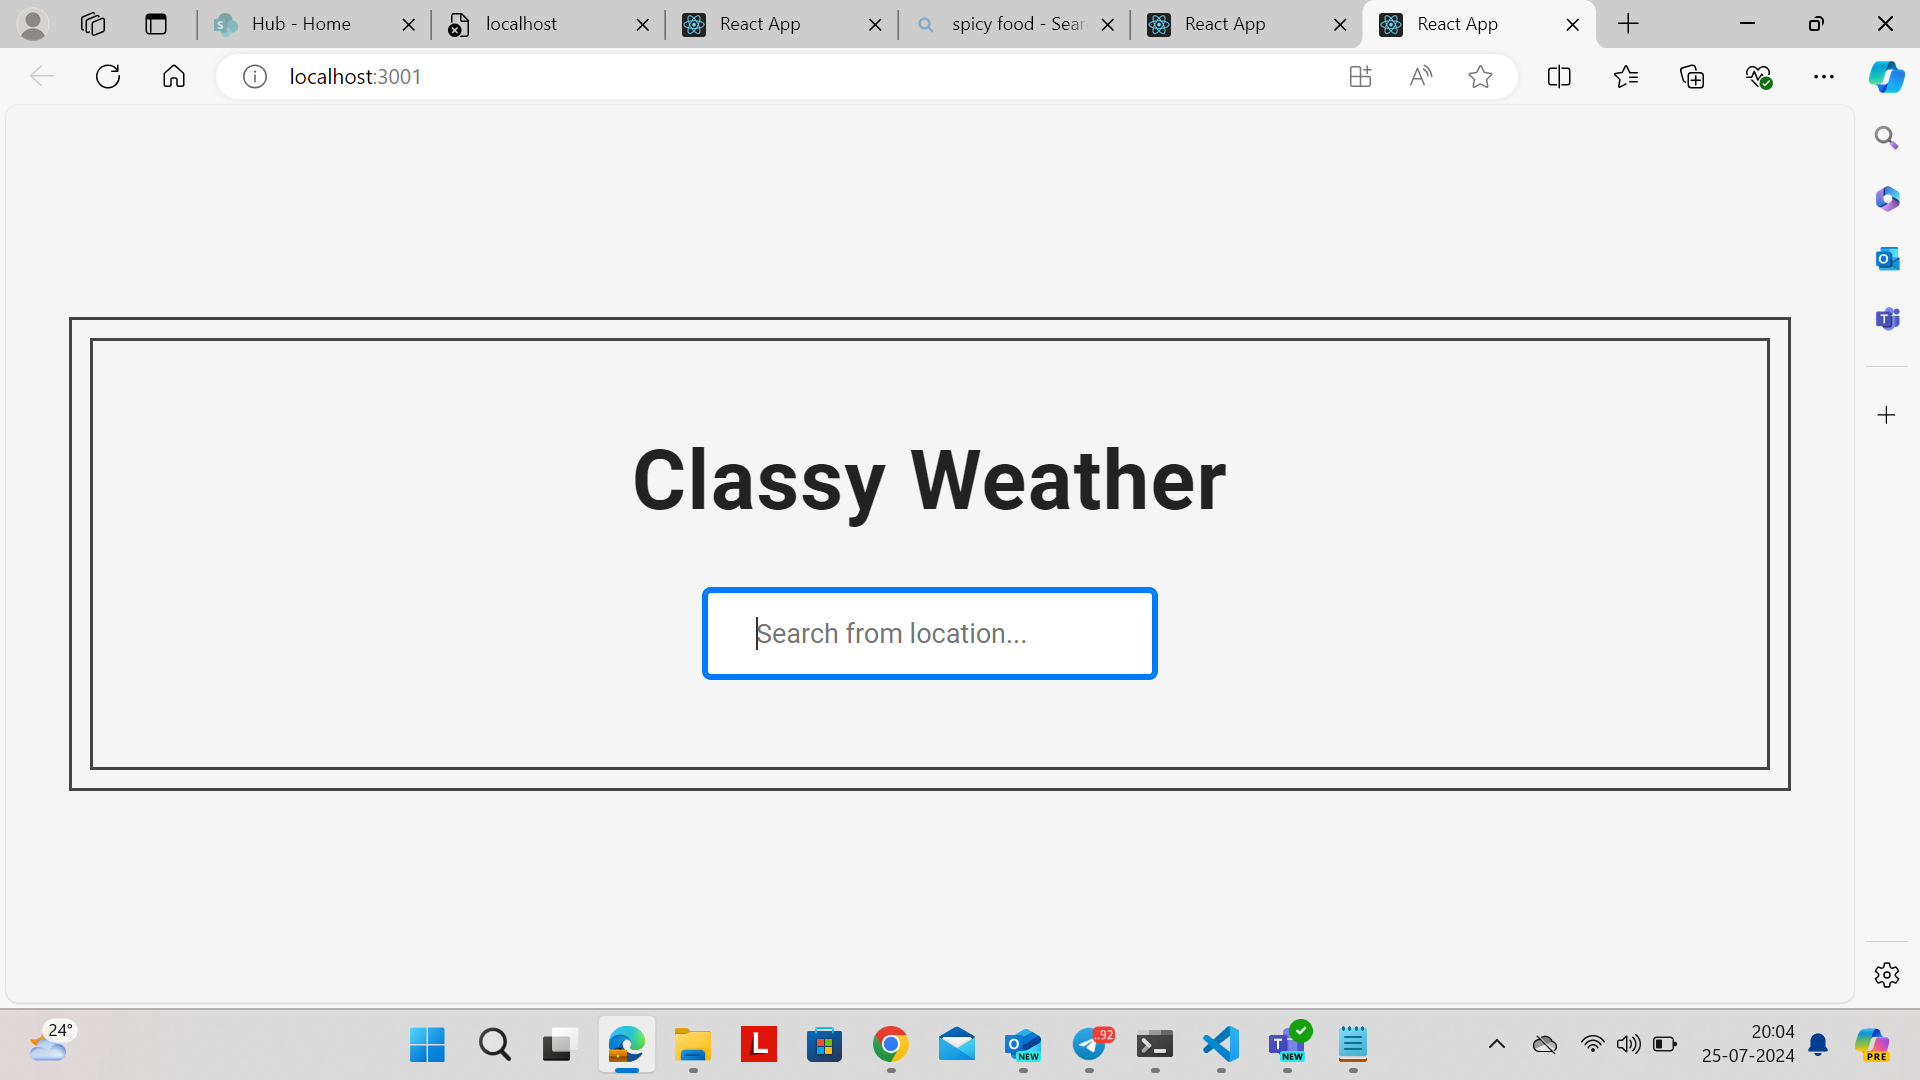 Hub - Home
localhost
React App
spicy food - Sear
React App
React App
localhost:3001
Classy Weather
Search from location...
24°
L
NEW
.92
NEW
20:04
25-07-2024
PRE